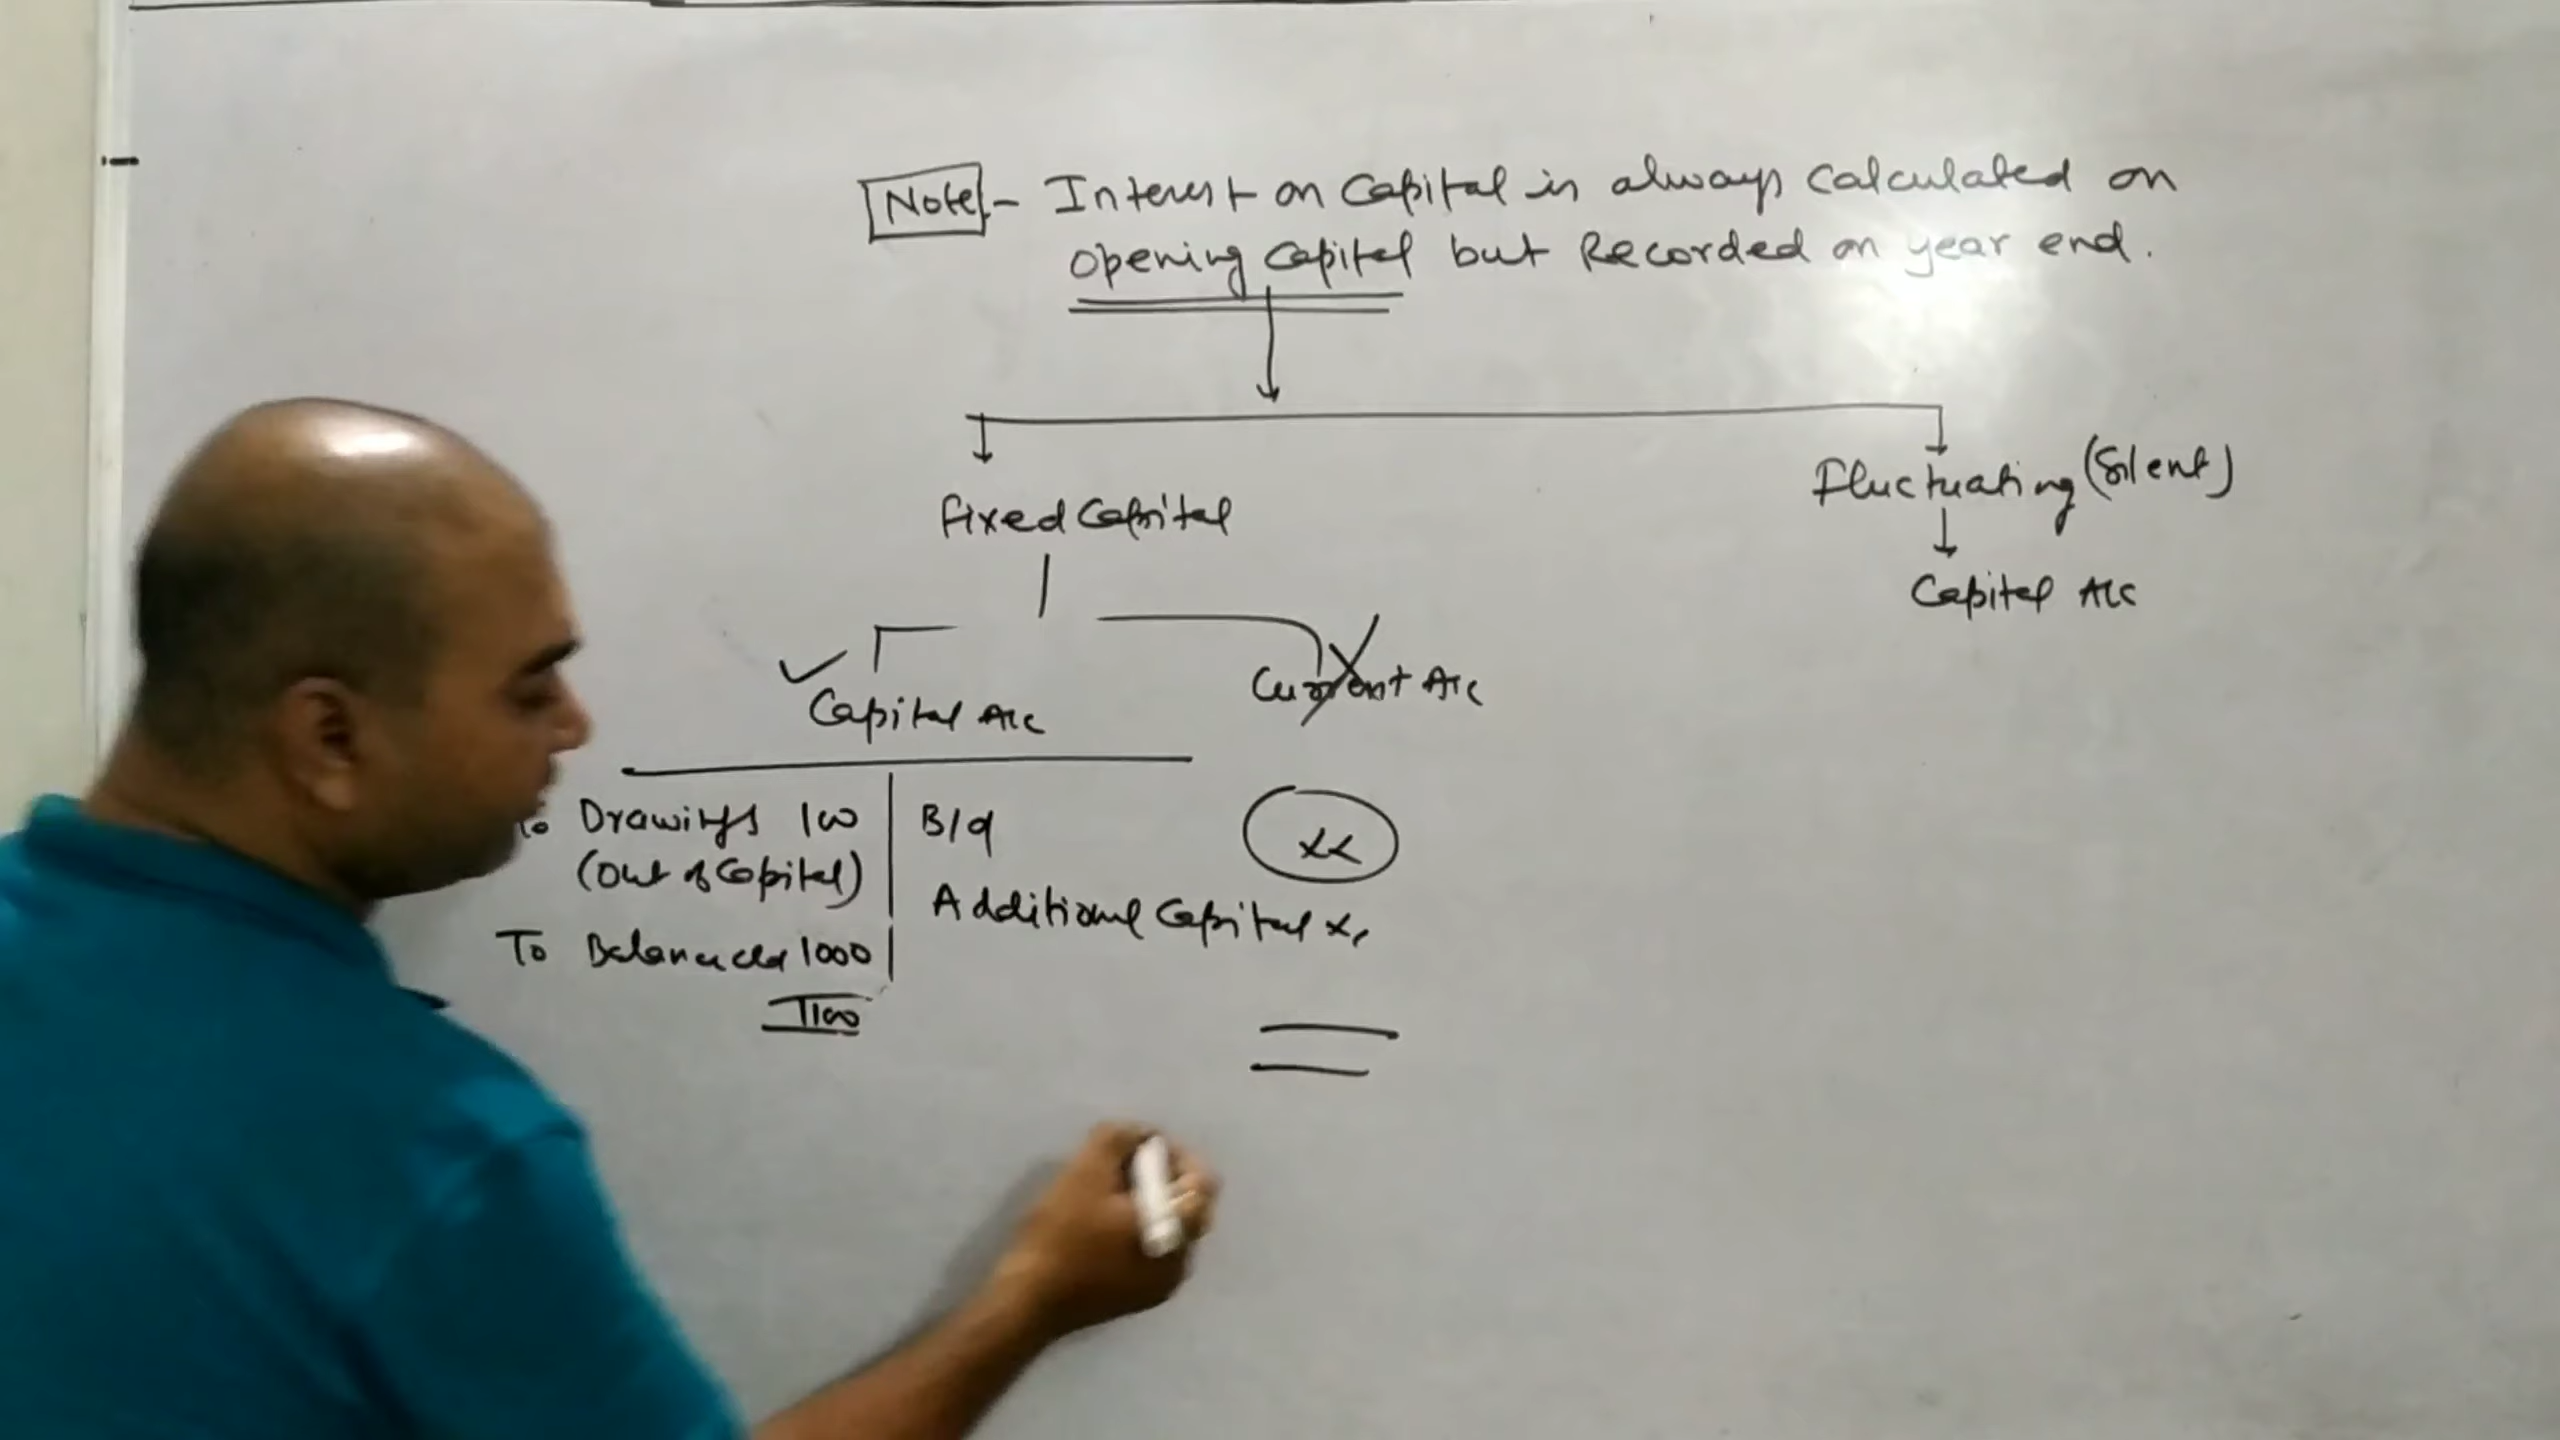 Note:- Interest on Capital is always calculated on
opening capital but Recorded on year end.
Fixed Capital
Fluctuating (Silent)
Capital A/c
Capital A/c
Current A/c
To Drawings 100
(Out of Capital)
To Balance c/d 1000
1100
B/d
xx
Additional Capital